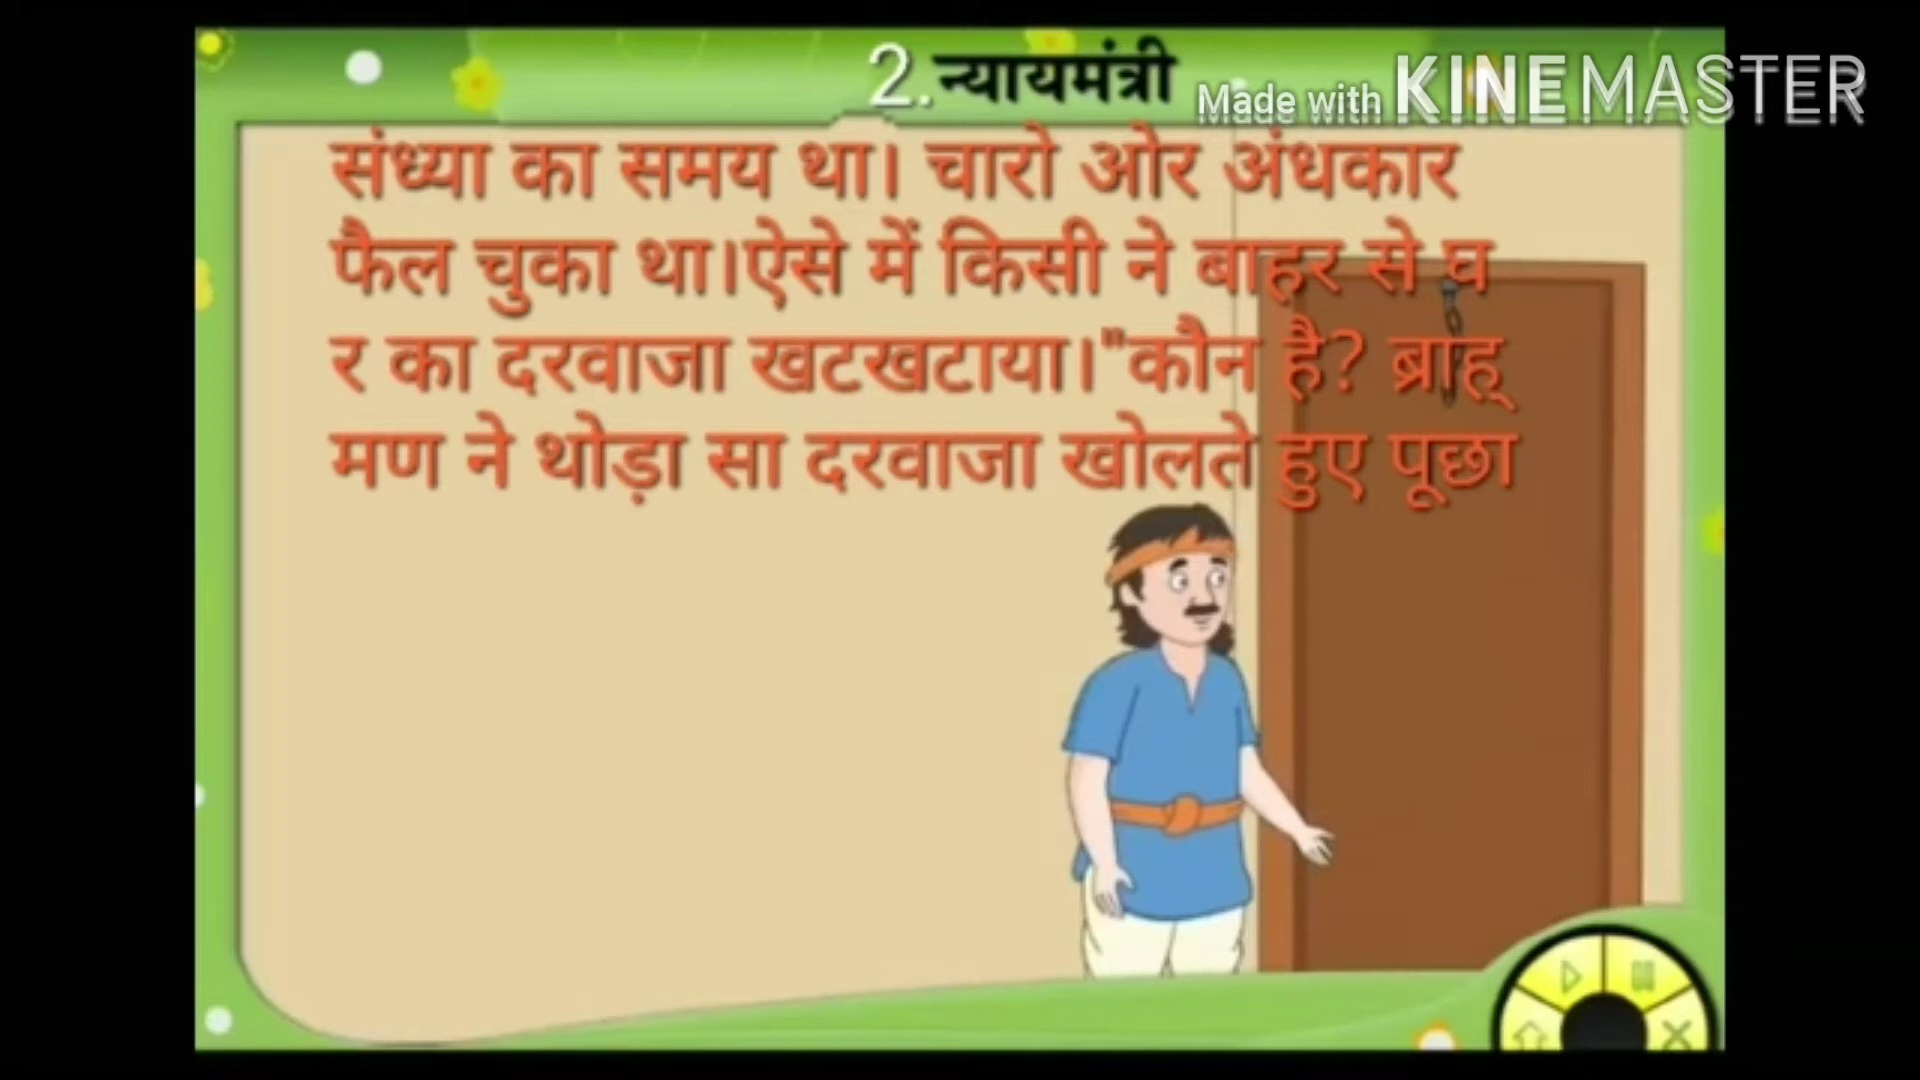 2.न्यायमंत्री
Made with KINEMASTER
संध्या का समय था। चारो ओर अंधकार
फैल चुका था।ऐसे में किसी ने बाहर से घ
र का दरवाजा खटखटाया।"कौन है? ब्राह्
मण ने थोड़ा सा दरवाजा खोलते हुए पूछा